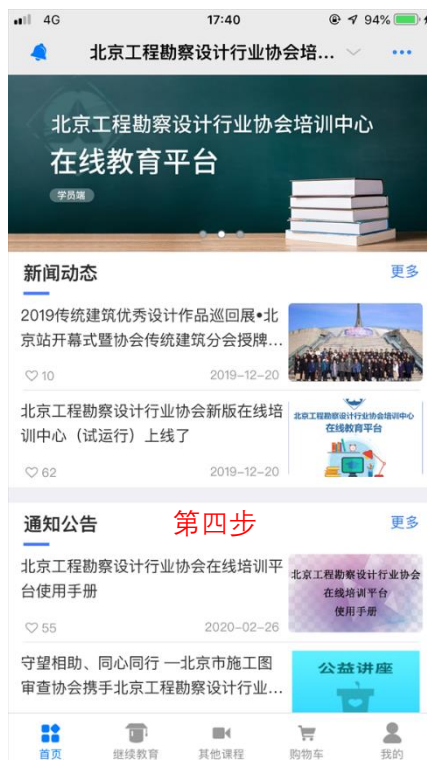 4G
17:40
94%
北京工程勘察设计行业协会培...
北京工程勘察设计行业协会培训中心
在线教育平台
学员端
新闻动态
更多
2019传统建筑优秀设计作品巡回展•北
京站开幕式暨协会传统建筑分会授牌...
10
2019-12-20
北京工程勘察设计行业协会新版在线培
训中心（试运行）上线了
62
2019-12-20
北京工程勘察设计行业协会培训中心
在线教育平台
通知公告
第四步
更多
北京工程勘察设计行业协会在线培训平
台使用手册
55
2020-02-26
北京工程勘察设计行业协会
在线培训平台
使用手册
守望相助、同心同行 —北京市施工图
审查协会携手北京工程勘察设计行业...
公益讲座
首页
继续教育
其他课程
购物车
我的